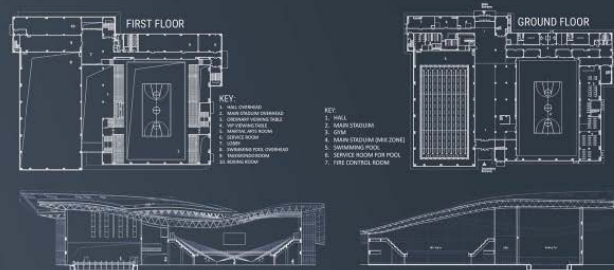 FIRST FLOOR
KEY:
1. HALL OVERHEAD
2. MAIN STADIUM OVERHEAD
3. ORDINARY VIEWING TABLE
4. VIP VIEWING TABLE
5. MARTIAL ARTS ROOM
6. SERVICE ROOM
7. LOBBY
8. SWIMMING POOL OVERHEAD
9. TAEKWONDO ROOM
10. BOXING ROOM
GROUND FLOOR
KEY:
1. HALL
2. MAIN STADUIM
3. GYM
4. MAIN STADUIM (MIX ZONE)
5. SWIMMING POOL
6. SERVICE ROOM FOR POOL
7. FIRE CONTROL ROOM